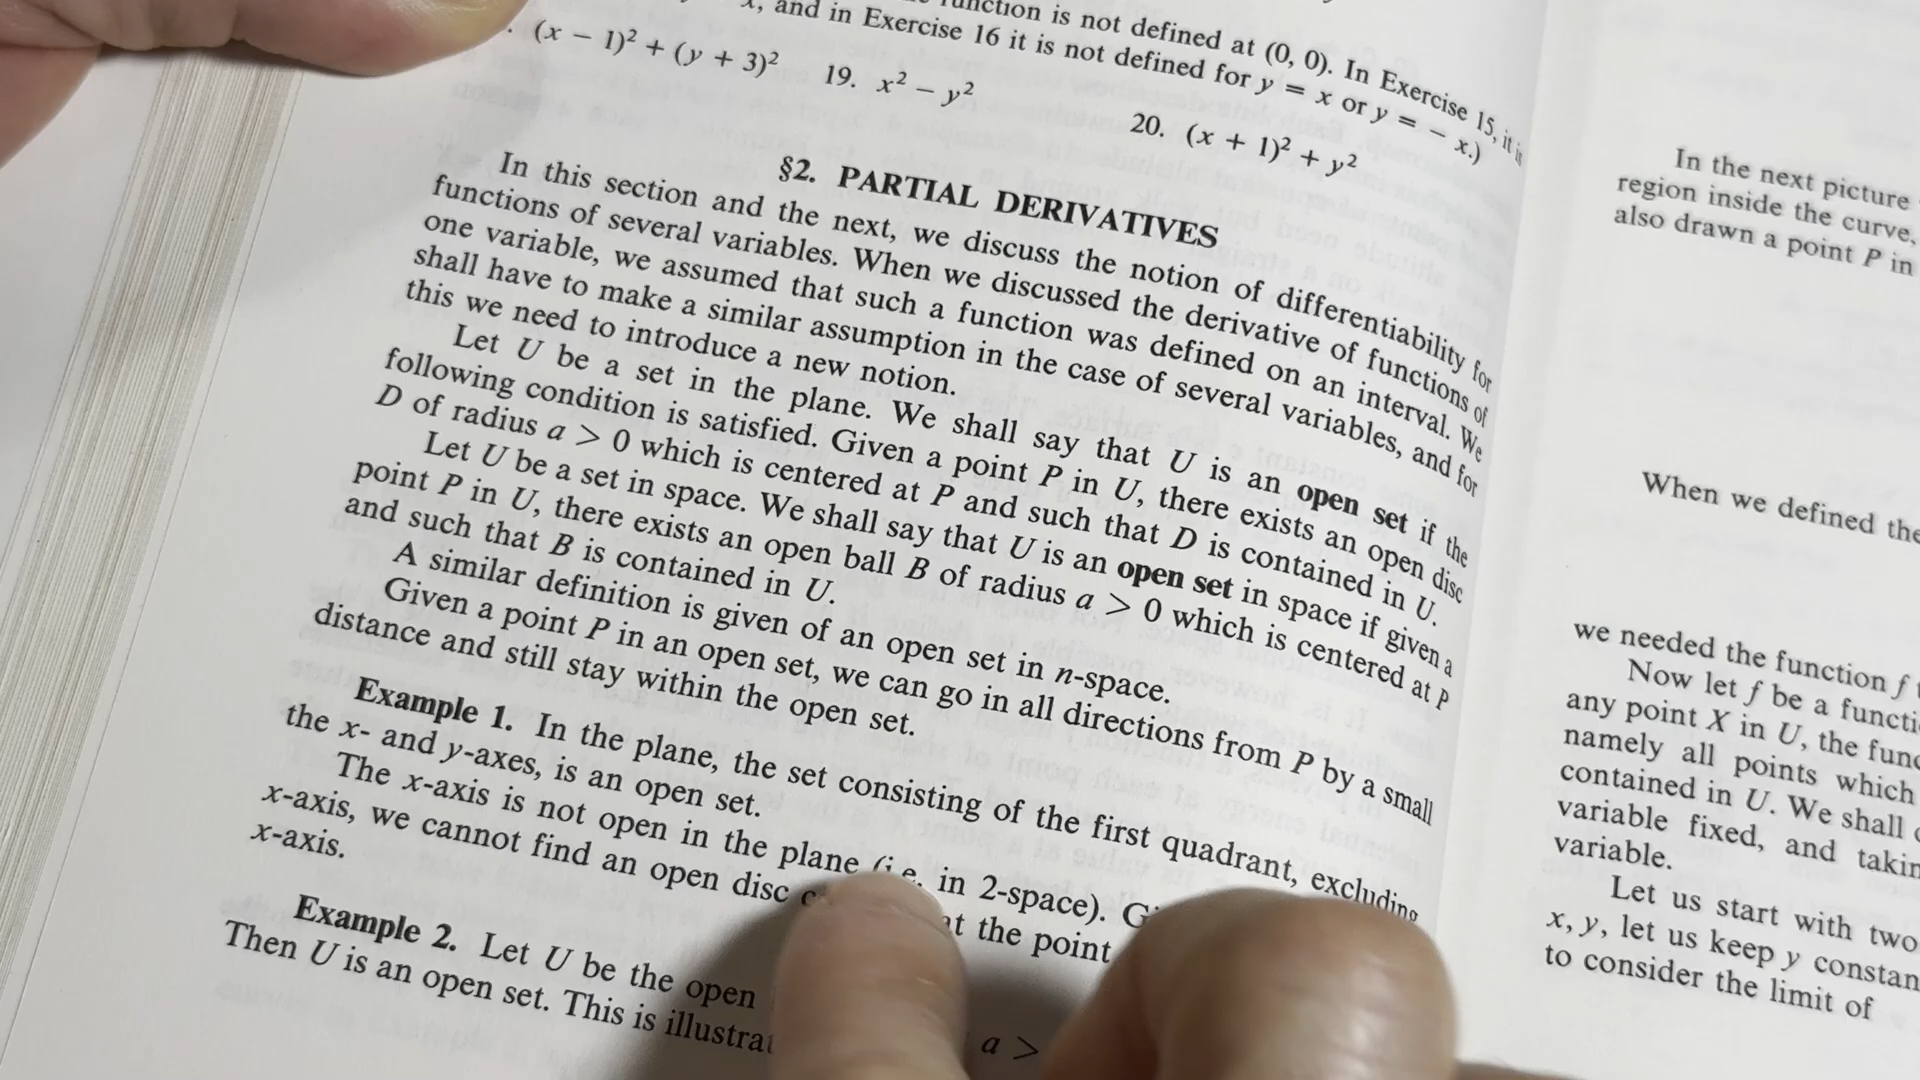 function is not defined at (0, 0). In Exercise 15, it is
x, and in Exercise 16 it is not defined for y = x or y = − x.)
(x − 1)² + (y + 3)² 19. x² − y² 20. (x + 1)² + y²
§2. PARTIAL DERIVATIVES
In this section and the next, we discuss the notion of differentiability for
functions of several variables. When we discussed the derivative of functions of
one variable, we assumed that such a function was defined on an interval. We
shall have to make a similar assumption in the case of several variables, and for
this we need to introduce a new notion.
Let U be a set in the plane. We shall say that U is an open set if the
following condition is satisfied. Given a point P in U, there exists an open disc
D of radius a > 0 which is centered at P and such that D is contained in U.
Let U be a set in space. We shall say that U is an open set in space if given a
point P in U, there exists an open ball B of radius a > 0 which is centered at P
and such that B is contained in U.
A similar definition is given of an open set in n-space.
Given a point P in an open set, we can go in all directions from P by a small
distance and still stay within the open set.
Example 1. In the plane, the set consisting of the first quadrant, excluding
the x- and y-axes, is an open set.
The x-axis is not open in the plane (i.e. in 2-space).
x-axis, we cannot find an open disc at the point
x-axis.
Example 2. Let U be the open
a >
Then U is an open set. This is
In the next picture
region inside the curve,
also drawn a point P in
When we defined the
we needed the function f
Now let f be a
any point X in U, the
namely all points which
contained in U. We shall
variable fixed, and
variable.
Let us start with two
x, y, let us keep y
to consider the limit of